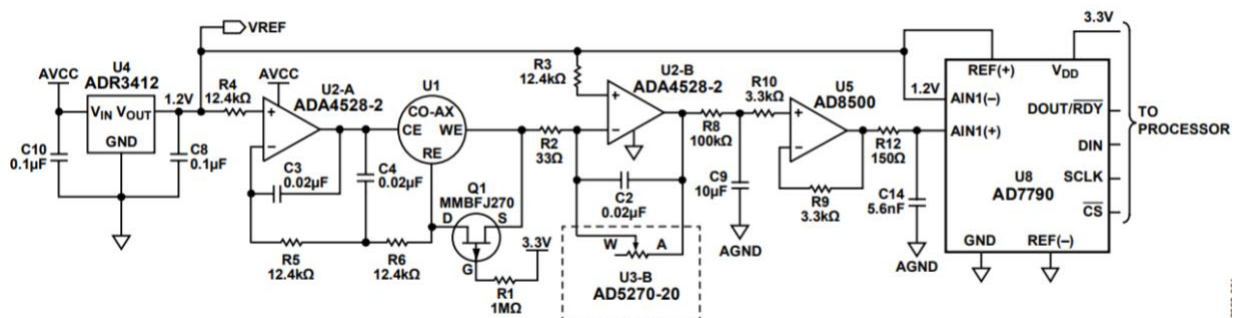 VREF
3.3V
U4
ADR3412
AVCC
VIN VOUT
GND
1.2V
C10
0.1µF
C8
0.1µF
R4
12.4kΩ
AVCC
U2-A
ADA4528-2
+
−
C3
0.02µF
C4
0.02µF
R5
12.4kΩ
R6
12.4kΩ
U1
CO-AX
CE WE
RE
Q1
MMBFJ270
D S
G
3.3V
R1
1MΩ
R2
33Ω
R3
12.4kΩ
U2-B
ADA4528-2
+
−
C2
0.02µF
W A
U3-B
AD5270-20
R8
100kΩ
C9
10µF
AGND
R10
3.3kΩ
U5
AD8500
+
−
R9
3.3kΩ
R12
150Ω
C14
5.6nF
AGND
1.2V
REF(+) VDD
AIN1(−)
AIN1(+)
DOUT/RDY
DIN
SCLK
CS
U8
AD7790
GND REF(−)
TO
PROCESSOR